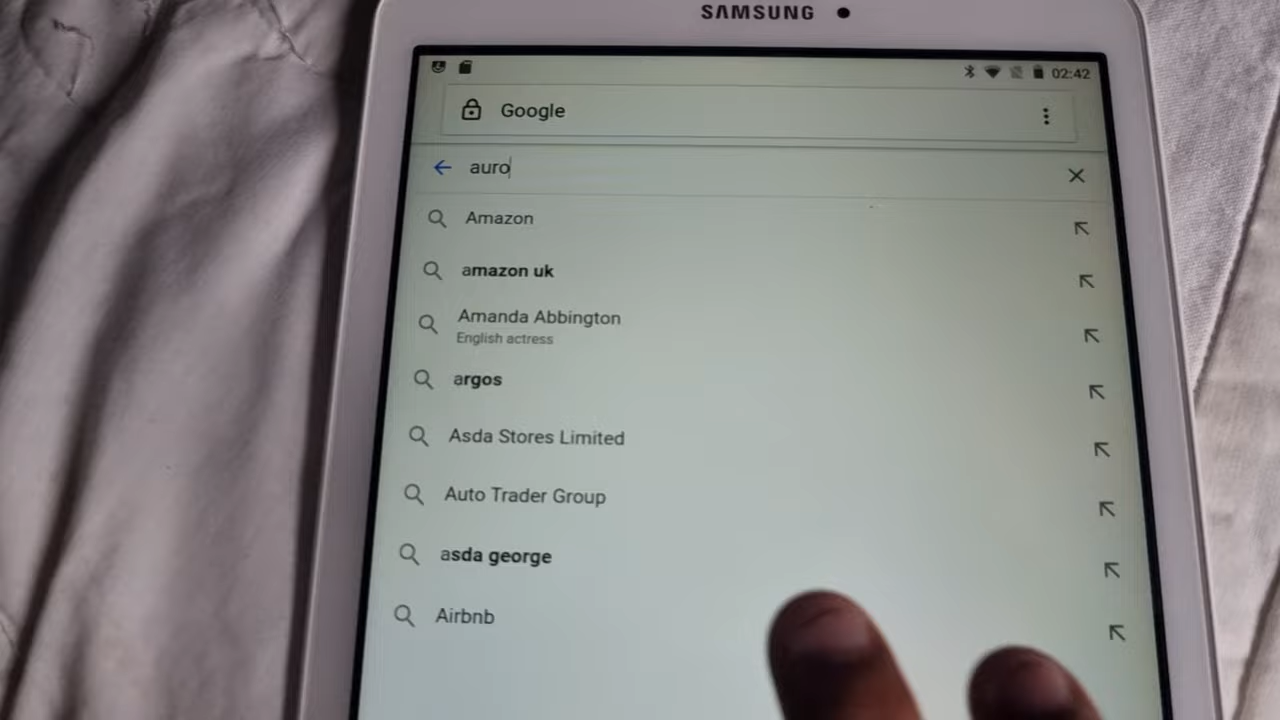 SAMSUNG
02:42
Google
auro
Amazon
amazon uk
Amanda Abbington
English actress
argos
Asda Stores Limited
Auto Trader Group
asda george
Airbnb